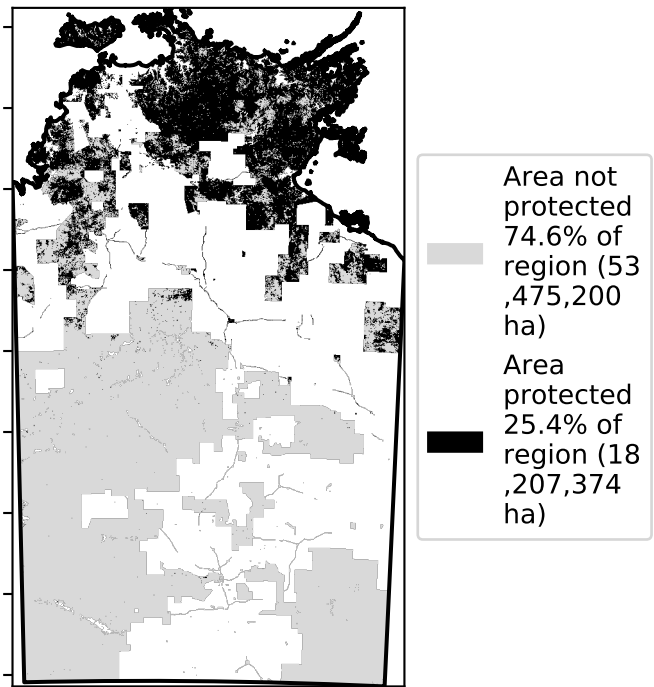 Area not
protected
74.6% of
region (53
,475,200
ha)
Area
protected
25.4% of
region (18
,207,374
ha)